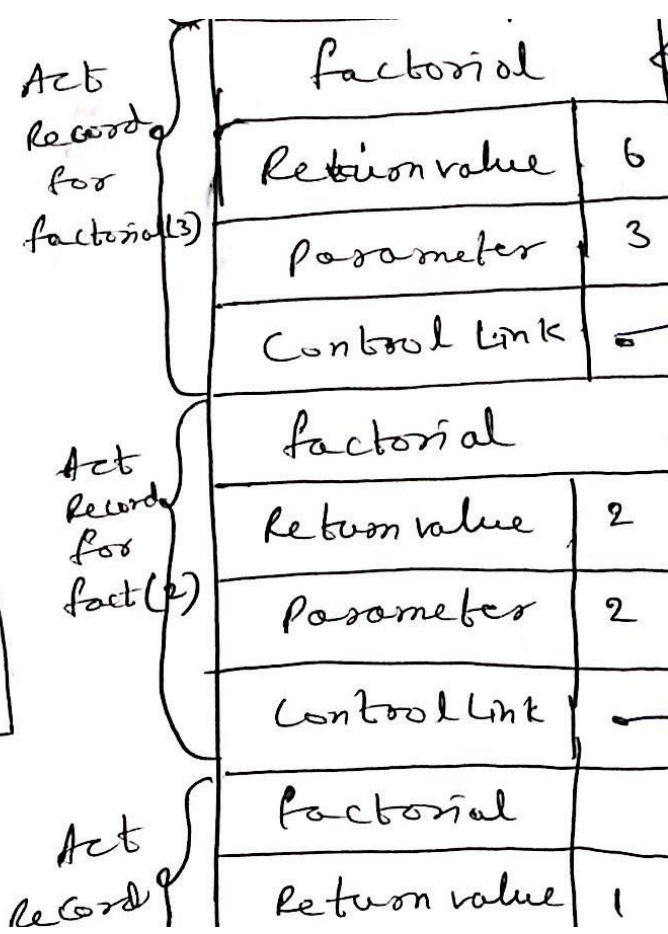 factorial
Act
Record
for
factorial(3)
Return value 6
Parameter 3
Control Link
factorial
Act
Record
for
fact(2)
Return value 2
Parameter 2
Control Link
factorial
Act
Record
Return value 1